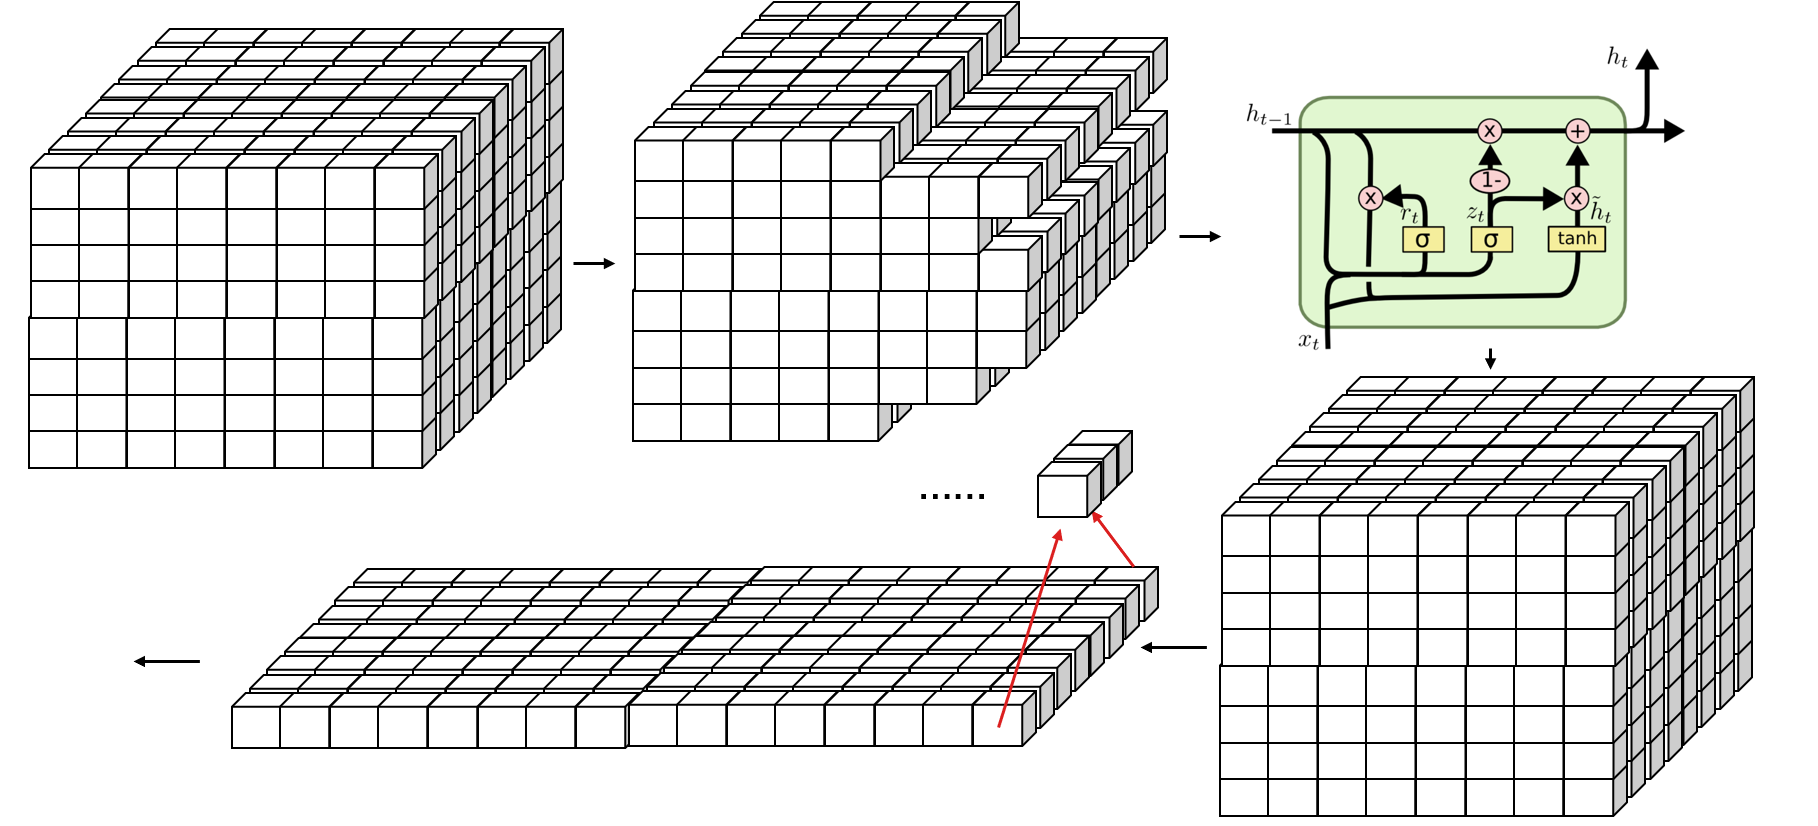 h_t
h_{t-1}
x
+
1-
x
r_t
z_t
x
h̃_t
σ
σ
tanh
x_t
......